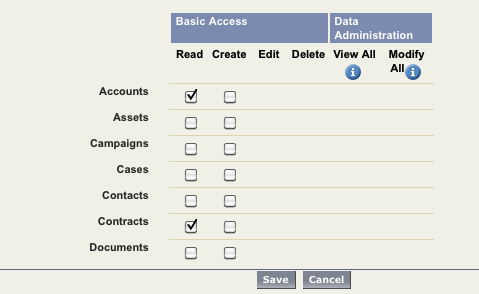 Basic Access Data
Administration
Read Create Edit Delete View All Modify
All
Accounts
Assets
Campaigns
Cases
Contacts
Contracts
Documents
Save Cancel